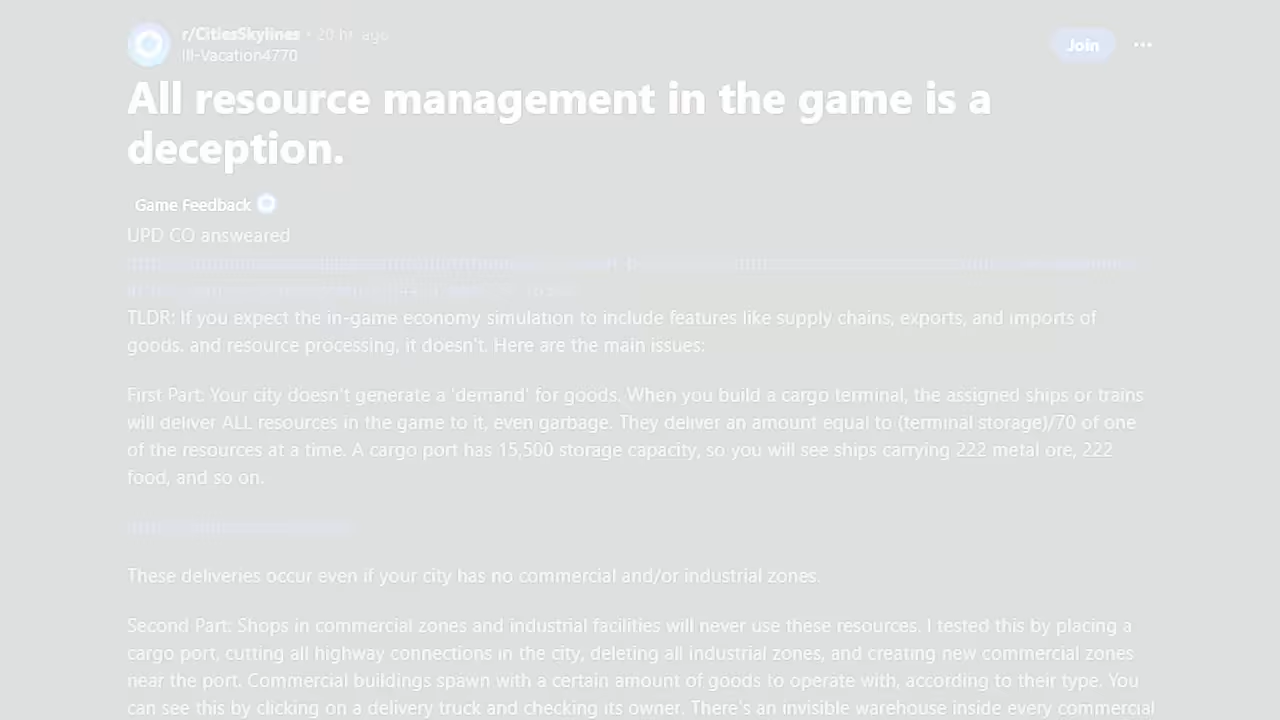 r/CitiesSkylines • 20 hr. ago
Ill-Vacation4770
Join
All resource management in the game is a
deception.
Game Feedback
UPD CO answeared
TLDR: If you expect the in-game economy simulation to include features like supply chains, exports, and imports of
goods, and resource processing, it doesn't. Here are the main issues:
First Part: Your city doesn't generate a 'demand' for goods. When you build a cargo terminal, the assigned ships or trains
will deliver ALL resources in the game to it, even garbage. They deliver an amount equal to (terminal storage)/70 of one
of the resources at a time. A cargo port has 15,500 storage capacity, so you will see ships carrying 222 metal ore, 222
food, and so on.
These deliveries occur even if your city has no commercial and/or industrial zones.
Second Part: Shops in commercial zones and industrial facilities will never use these resources. I tested this by placing a
cargo port, cutting all highway connections in the city, deleting all industrial zones, and creating new commercial zones
near the port. Commercial buildings spawn with a certain amount of goods to operate with, according to their type. You
can see this by clicking on a delivery truck and checking its owner. There's an invisible warehouse inside every commercial